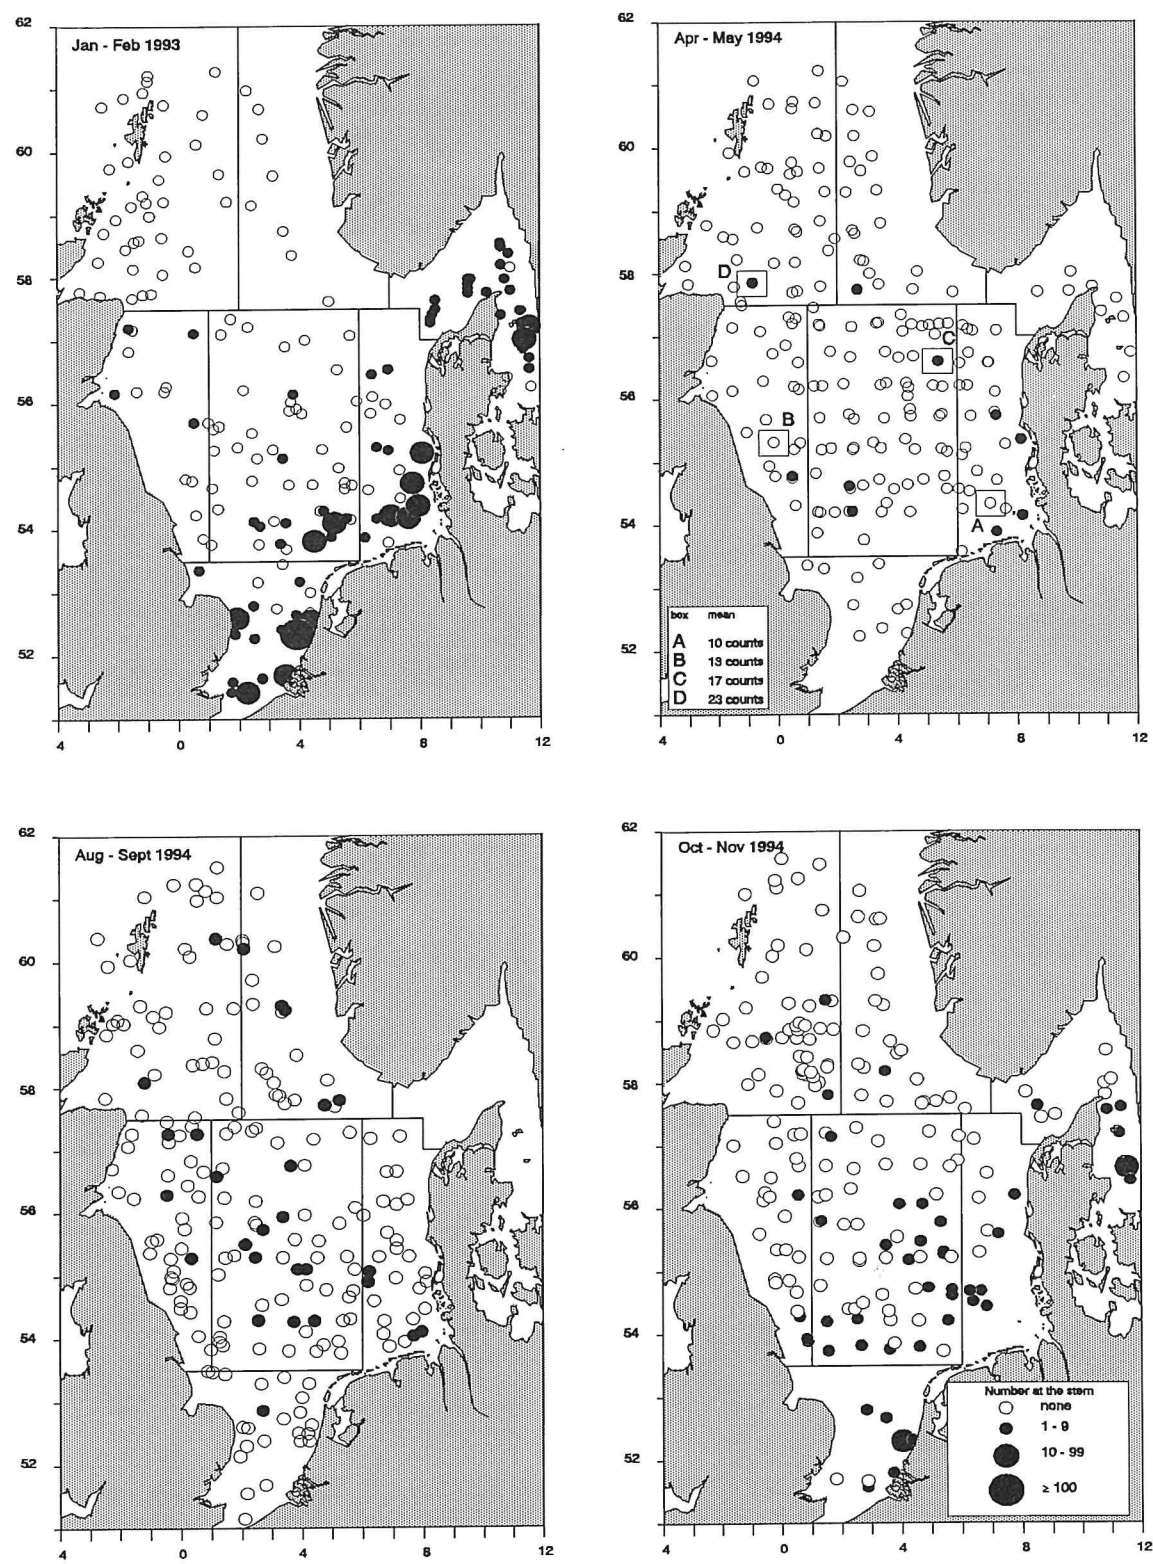 62
Jan - Feb 1993
60
58
56
54
52
4
0
4
8
12
62
Apr - May 1994
60
58
56
54
52
D
C
B
A
box mean
A 10 counts
B 13 counts
C 17 counts
D 23 counts
4
0
4
8
12
62
Aug - Sept 1994
60
58
56
54
52
4
0
4
8
12
62
Oct - Nov 1994
60
58
56
54
52
Number at the stern
none
1 - 9
10 - 99
≥ 100
4
0
4
8
12